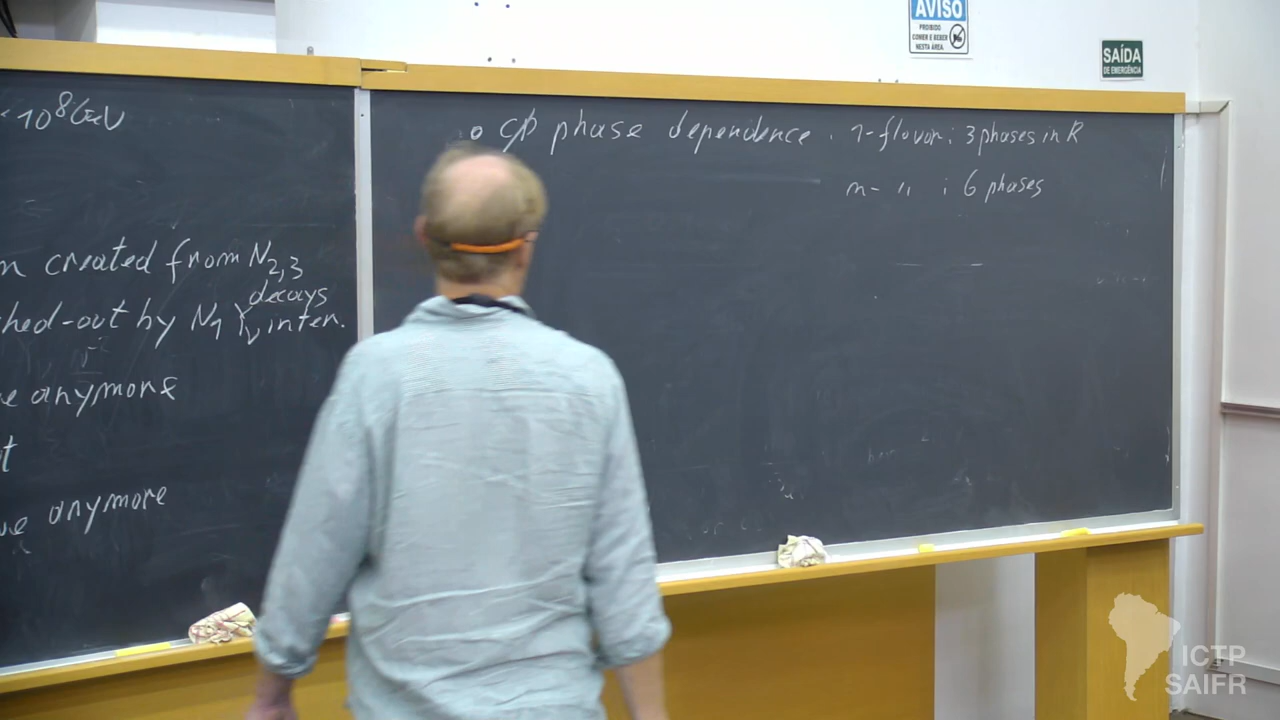 AVISO
PROIBIDO
COMER E BEBER
NESTA ÁREA.
SAÍDA
DE EMERGÊNCIA
10⁸ GeV
n created from N₂,₃
decays
hed-out by N₁ inter.
e anymore
t
ve anymore
o CP phase dependence . 1-flavor : 3 phases in R
n- " : 6 phases
ICTP
SAIFR